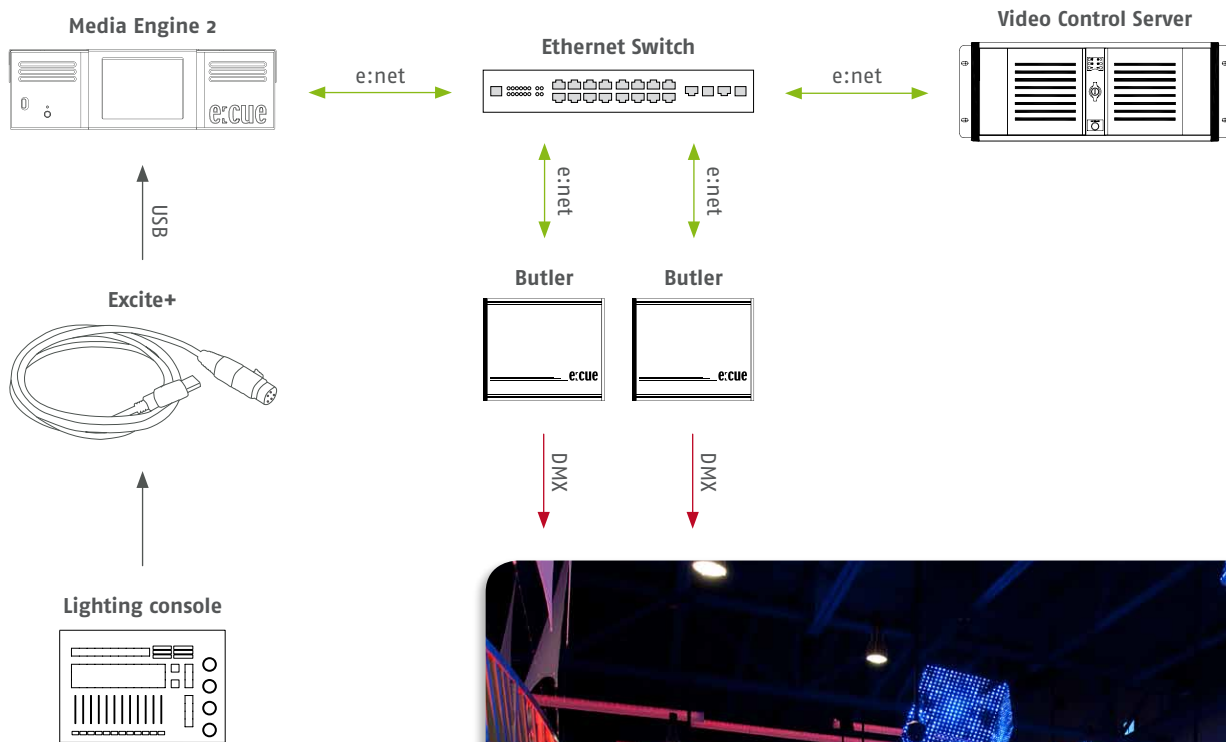 Media Engine 2
Ethernet Switch
Video Control Server
e:net
e:net
e:cue
USB
e:net
e:net
Excite+
Butler
Butler
e:cue
e:cue
DMX
DMX
Lighting console